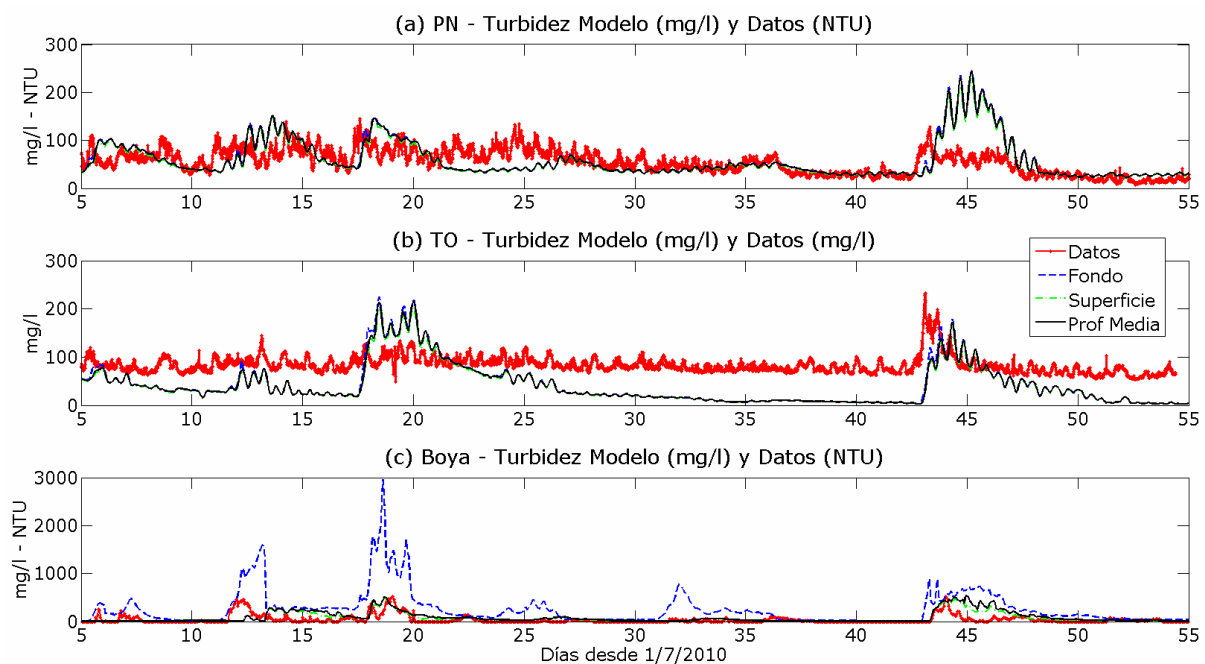 (a) PN - Turbidez Modelo (mg/l) y Datos (NTU)
mg/l - NTU
300
200
100
0
5 10 15 20 25 30 35 40 45 50 55
(b) TO - Turbidez Modelo (mg/l) y Datos (mg/l)
mg/l
300
200
100
0
5 10 15 20 25 30 35 40 45 50 55
Datos
Fondo
Superficie
Prof Media
(c) Boya - Turbidez Modelo (mg/l) y Datos (NTU)
mg/l - NTU
3000
2000
1000
0
5 10 15 20 25 30 35 40 45 50 55
Días desde 1/7/2010